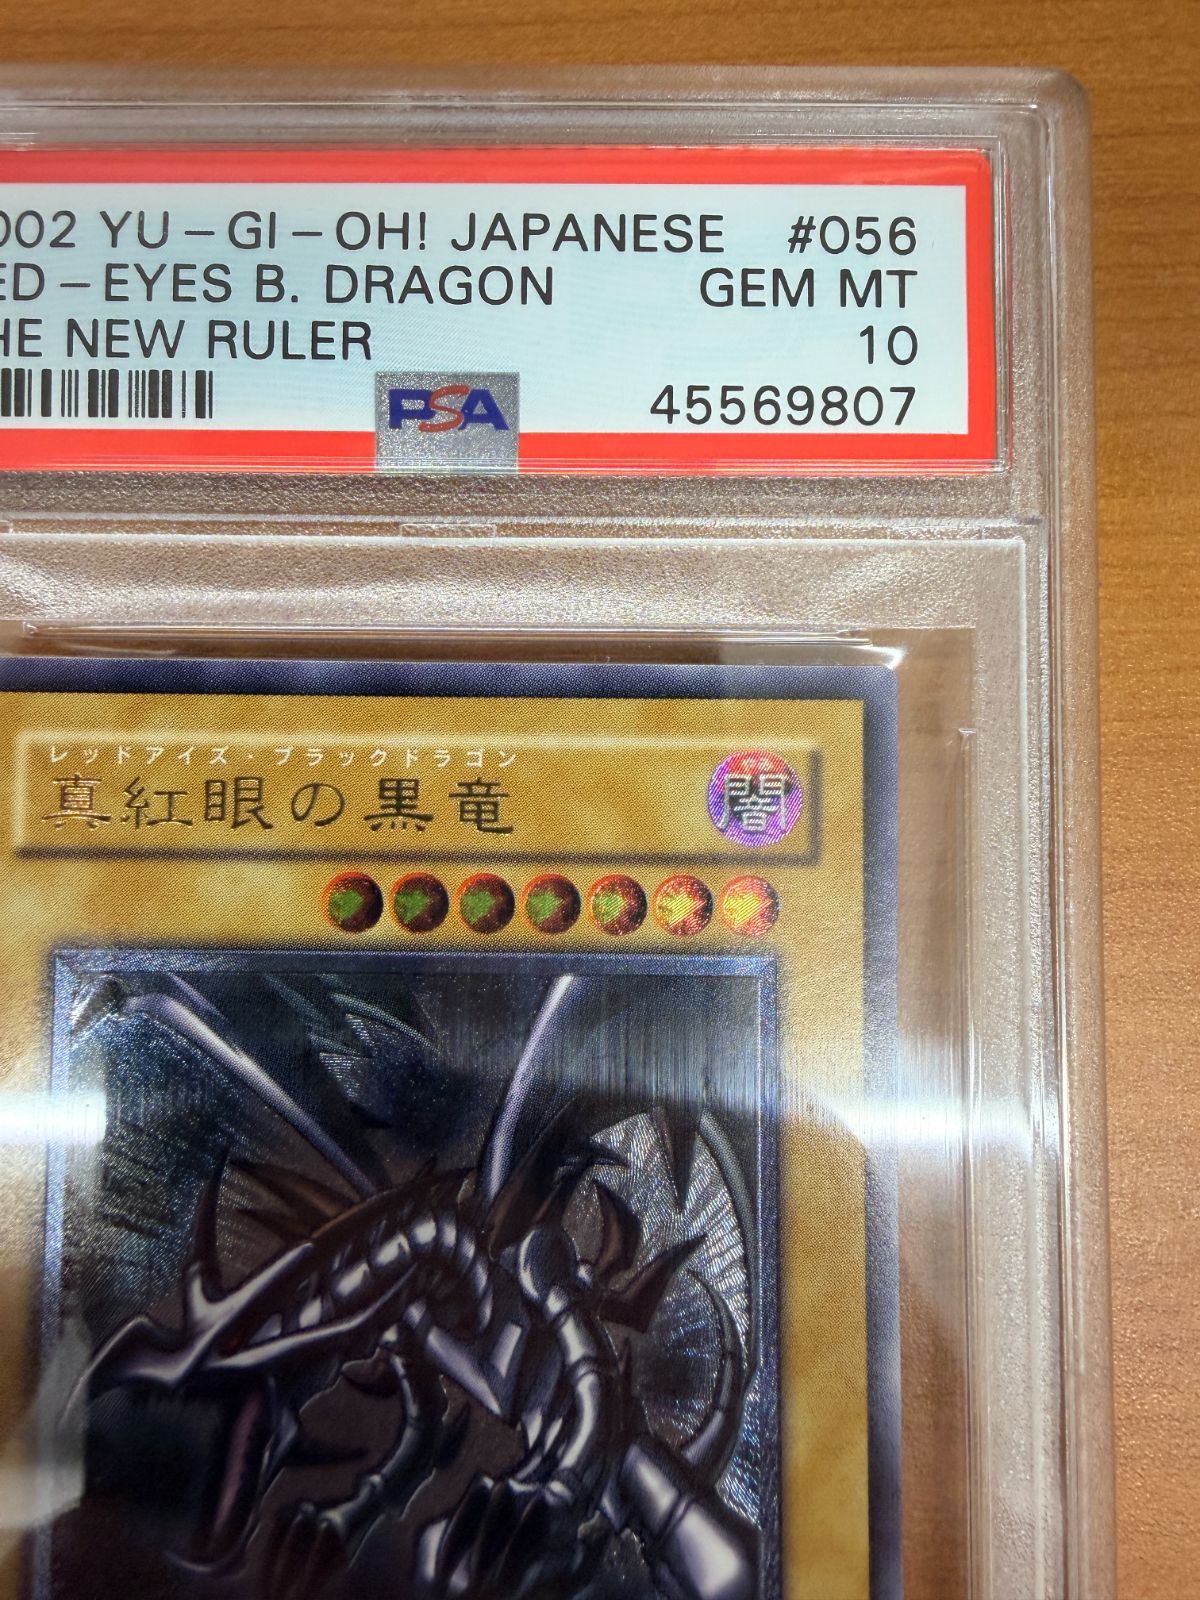 002 YU-GI-OH! JAPANESE #056
ED-EYES B. DRAGON GEM MT
HE NEW RULER 10
PSA 45569807
レッドアイズ・ブラックドラゴン
真紅眼の黒竜 闇